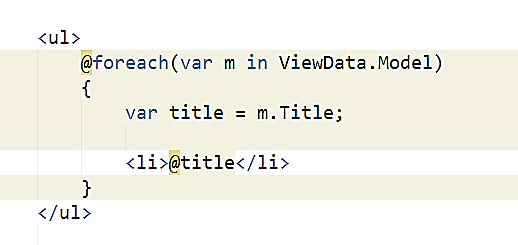 <ul>
    @foreach(var m in ViewData.Model)
    {
        var title = m.Title;

        <li>@title</li>
    }
</ul>